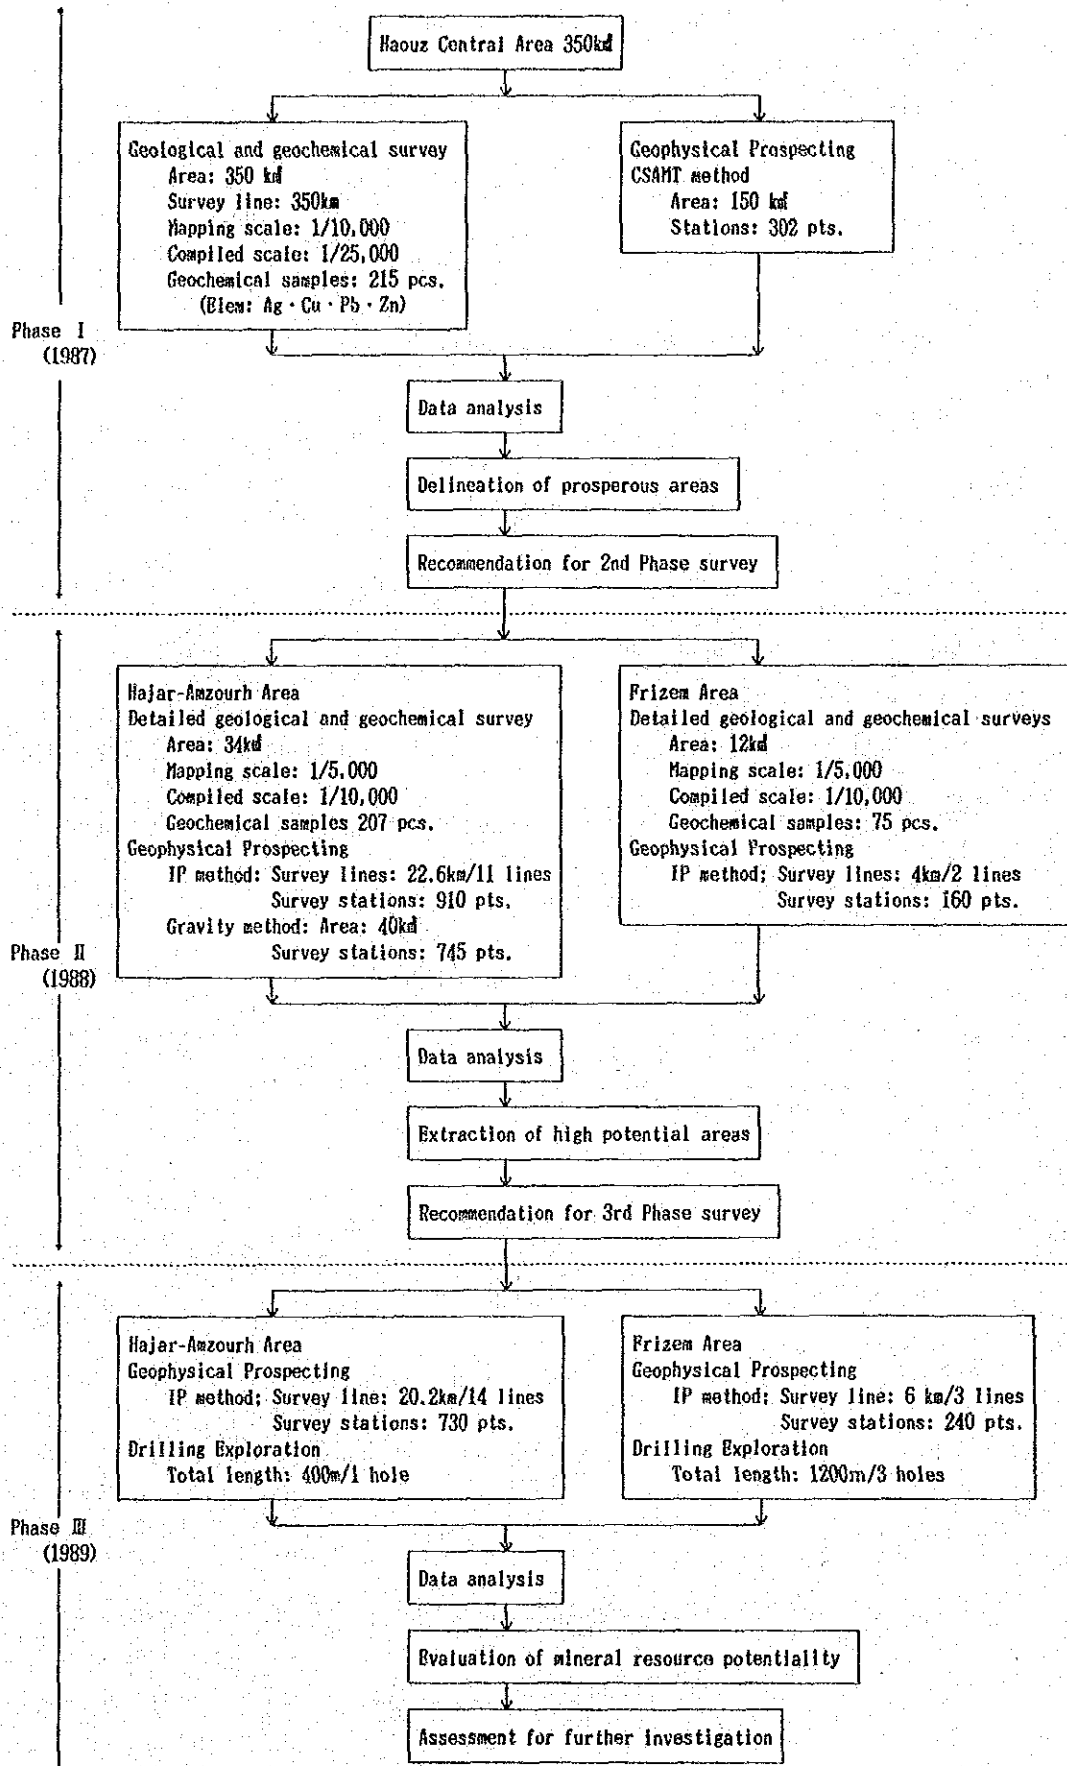 Haouz Central Area 350㎢
Geological and geochemical survey
Area: 350 ㎢
Survey line: 350㎞
Mapping scale: 1/10,000
Compiled scale: 1/25,000
Geochemical samples: 215 pcs.
(Elem: Ag・Cu・Pb・Zn)
Geophysical Prospecting
CSAMT method
Area: 150 ㎢
Stations: 302 pts.
Phase Ⅰ
(1987)
Data analysis
Delineation of prosperous areas
Recommendation for 2nd Phase survey
Hajar-Amzourh Area
Detailed geological and geochemical survey
Area: 34㎢
Mapping scale: 1/5,000
Compiled scale: 1/10,000
Geochemical samples 207 pcs.
Geophysical Prospecting
IP method: Survey lines: 22.6km/11 lines
Survey stations: 910 pts.
Gravity method: Area: 40㎢
Survey stations: 745 pts.
Frizem Area
Detailed geological and geochemical surveys
Area: 12㎢
Mapping scale: 1/5,000
Compiled scale: 1/10,000
Geochemical samples: 75 pcs.
Geophysical Prospecting
IP method; Survey lines: 4km/2 lines
Survey stations: 160 pts.
Phase Ⅱ
(1988)
Data analysis
Extraction of high potential areas
Recommendation for 3rd Phase survey
Hajar-Amzourh Area
Geophysical Prospecting
IP method; Survey line: 20.2km/14 lines
Survey stations: 730 pts.
Drilling Exploration
Total length: 400m/1 hole
Frizem Area
Geophysical Prospecting
IP method; Survey line: 6 km/3 lines
Survey stations: 240 pts.
Drilling Exploration
Total length: 1200m/3 holes
Phase Ⅲ
(1989)
Data analysis
Evaluation of mineral resource potentiality
Assessment for further investigation